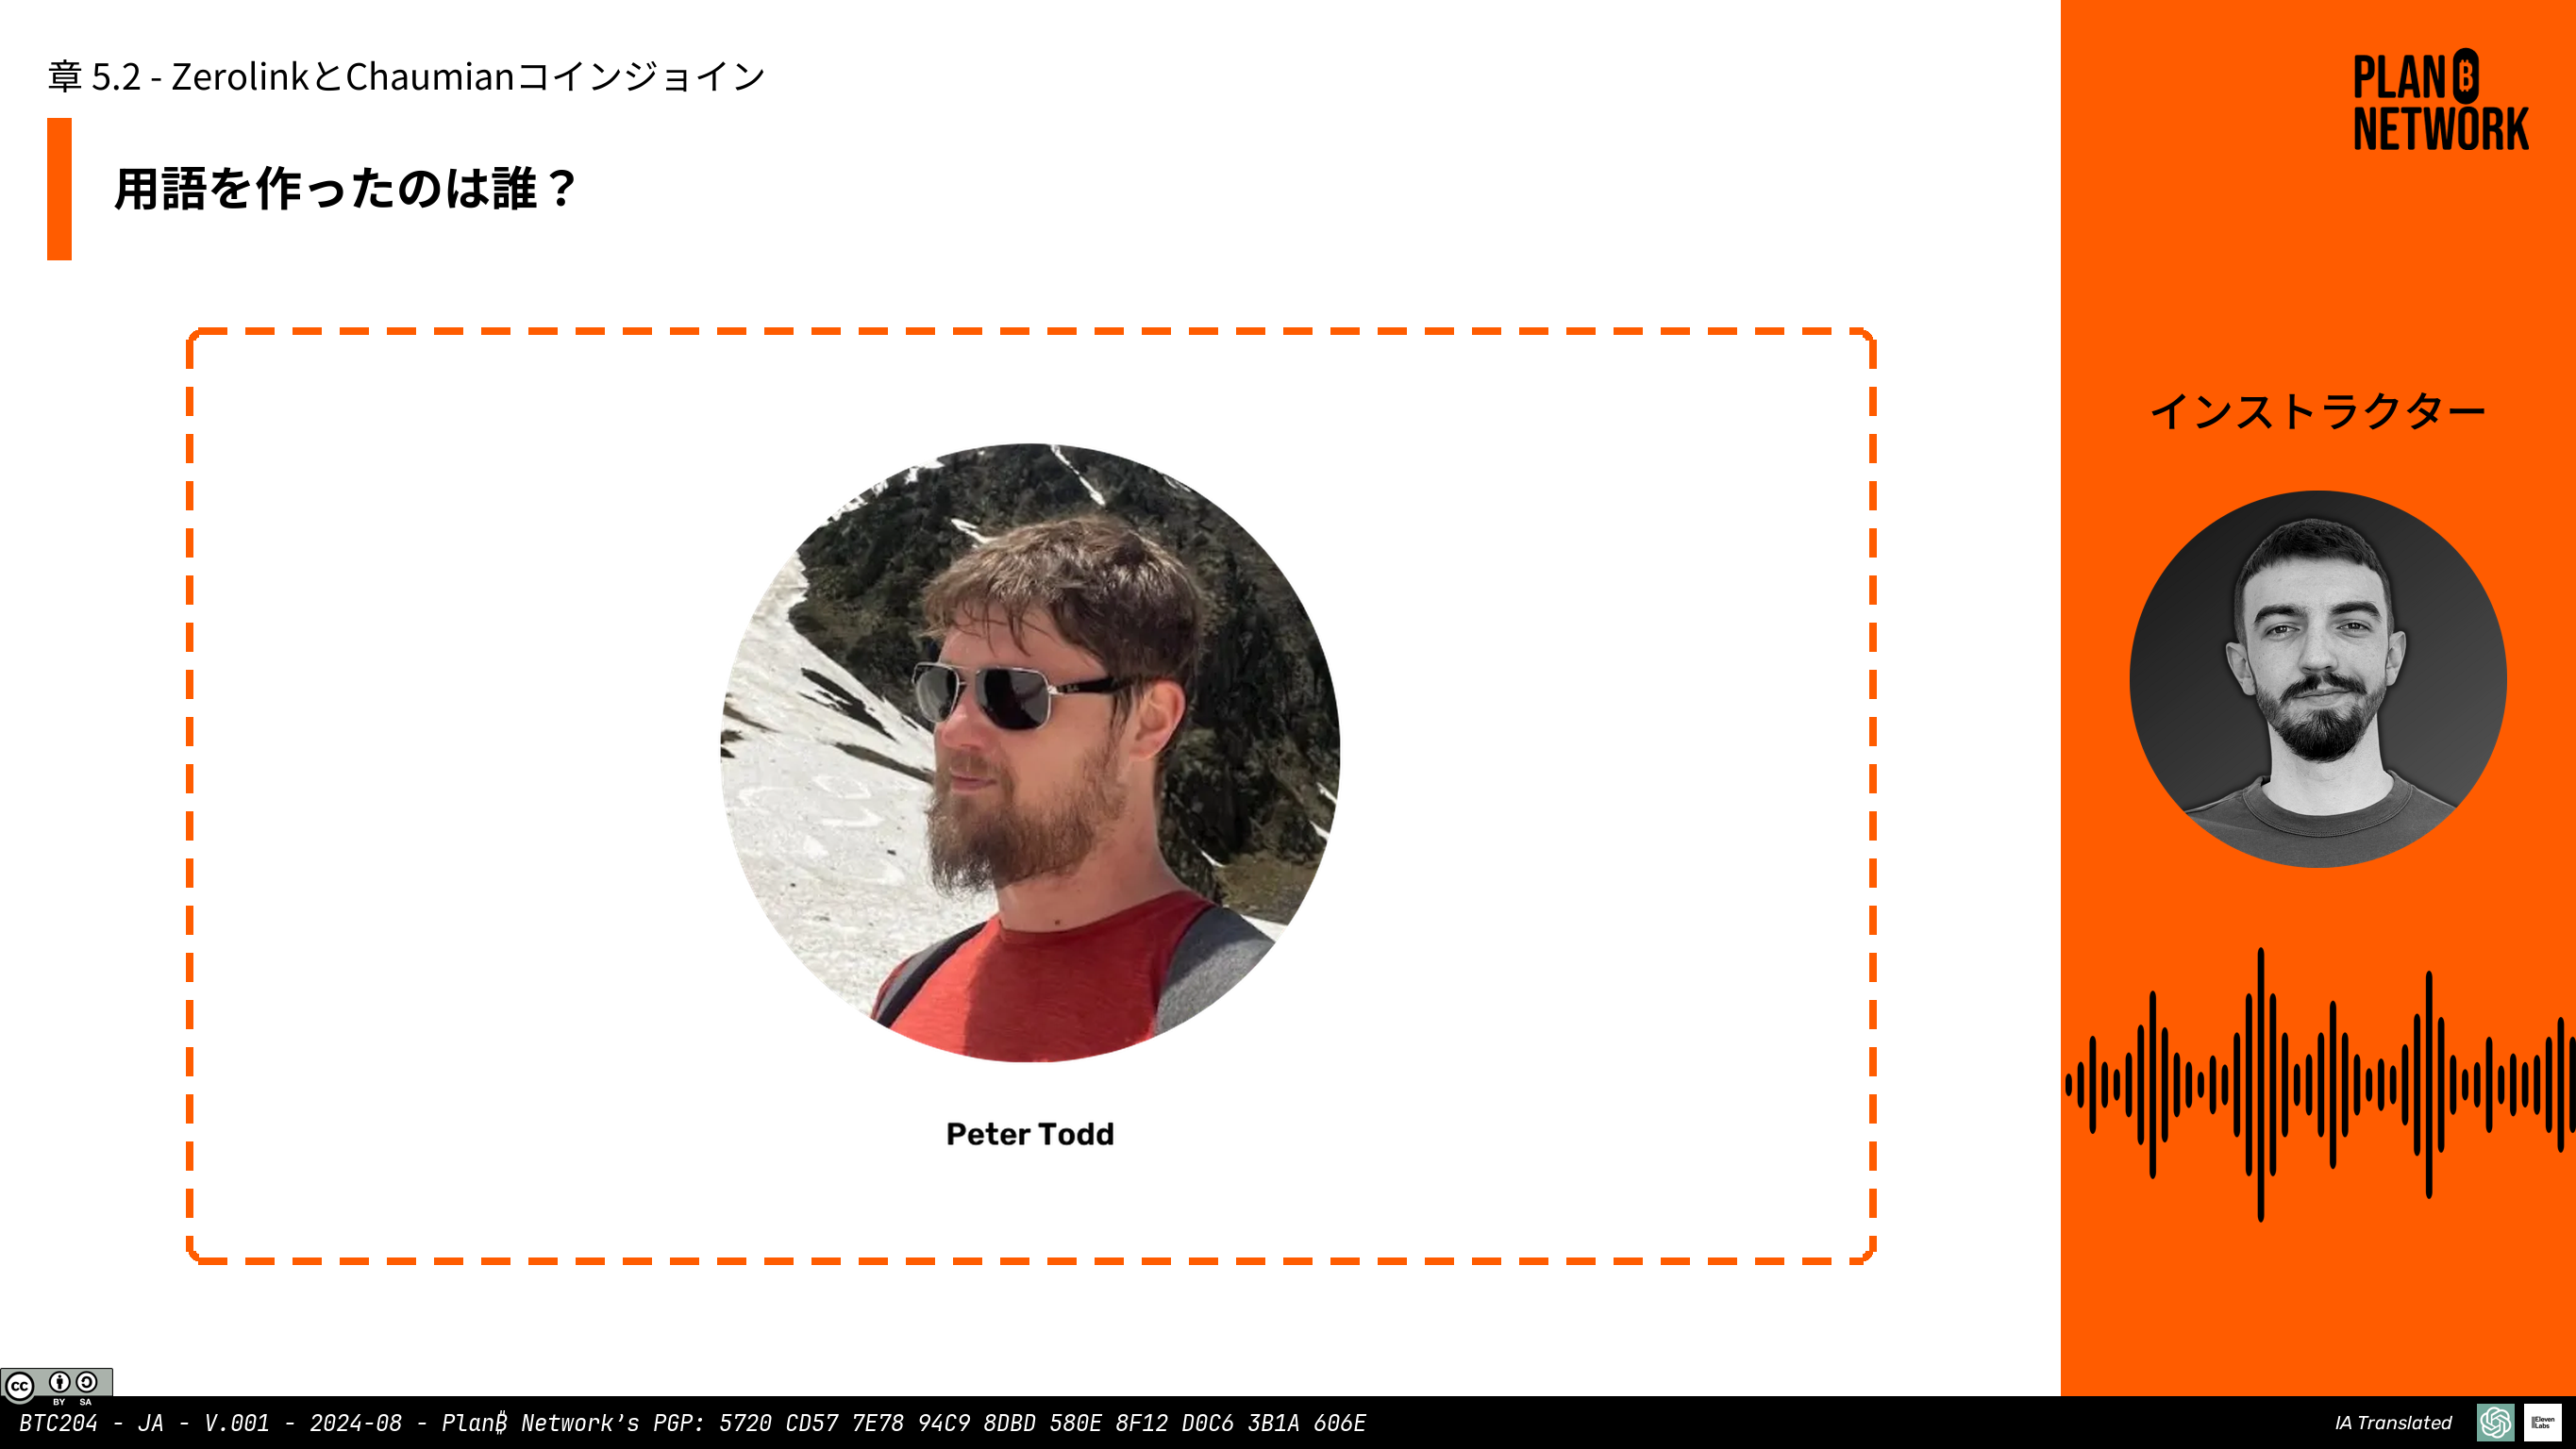 章 5.2 - ZerolinkとChaumianコインジョイン
用語を作ったのは誰？
Peter Todd
PLAN ₿
NETWORK
インストラクター
CC BY SA
BTC204 - JA - V.001 - 2024-08 - Plan₿ Network's PGP: 5720 CD57 7E78 94C9 8DBD 580E 8F12 D0C6 3B1A 606E
IA Translated
ElevenLabs